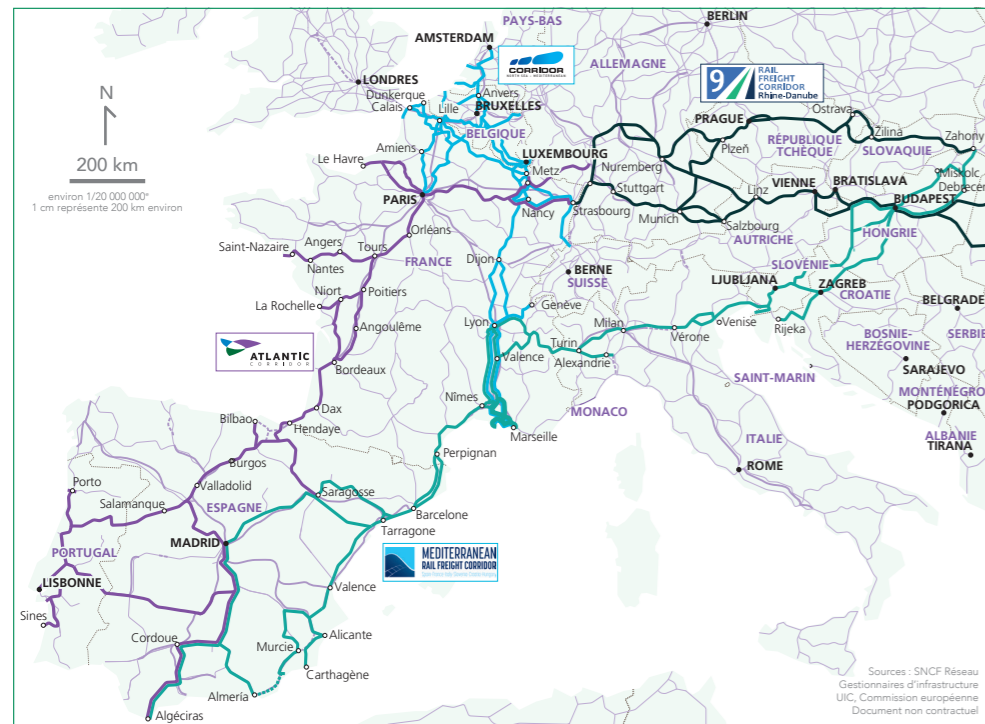 PAYS-BAS
BERLIN
AMSTERDAM
CORRIDOR
NORTH SEA - MEDITERRANEAN
ALLEMAGNE
9
RAIL
FREIGHT
CORRIDOR
Rhine-Danube
N
200 km
environ 1/20 000 000°
1 cm représente 200 km environ
LONDRES
Dunkerque
Calais
Lille
Anvers
BRUXELLES
BELGIQUE
PRAGUE
Ostrava
Plzeň
RÉPUBLIQUE
TCHÈQUE
Zilina
SLOVAQUIE
Zahony
Amiens
Le Havre
LUXEMBOURG
Metz
Nuremberg
Miskolc
Debrecen
PARIS
Nancy
Strasbourg
Stuttgart
Munich
Linz
VIENNE
BRATISLAVA
BUDAPEST
Salzbourg
AUTRICHE
HONGRIE
Orléans
Saint-Nazaire
Angers
Tours
Nantes
FRANCE
Dijon
BERNE
SUISSE
SLOVÉNIE
LJUBLJANA
ZAGREB
CROATIE
Niort
Poitiers
La Rochelle
Angoulême
Genève
Lyon
Milan
Turin
Alexandrie
Vérone
Venise
Rijeka
BELGRADE
SERBIE
BOSNIE-
HERZÉGOVINE
SARAJEVO
ATLANTIC
CORRIDOR
Bordeaux
Valence
SAINT-MARIN
MONTÉNÉGRO
PODGORICA
Nîmes
MONACO
Marseille
ALBANIE
TIRANA
Dax
Bilbao
Hendaye
ITALIE
ROME
Perpignan
Burgos
Porto
Valladolid
Saragosse
Salamanque
ESPAGNE
Barcelone
Tarragone
MADRID
PORTUGAL
MEDITERRANEAN
RAIL FREIGHT CORRIDOR
LISBONNE
Valence
Sines
Cordoue
Murcie
Alicante
Carthagène
Almería
Algéciras
Sources : SNCF Réseau
Gestionnaires d'infrastructure
UIC, Commission européenne
Document non contractuel